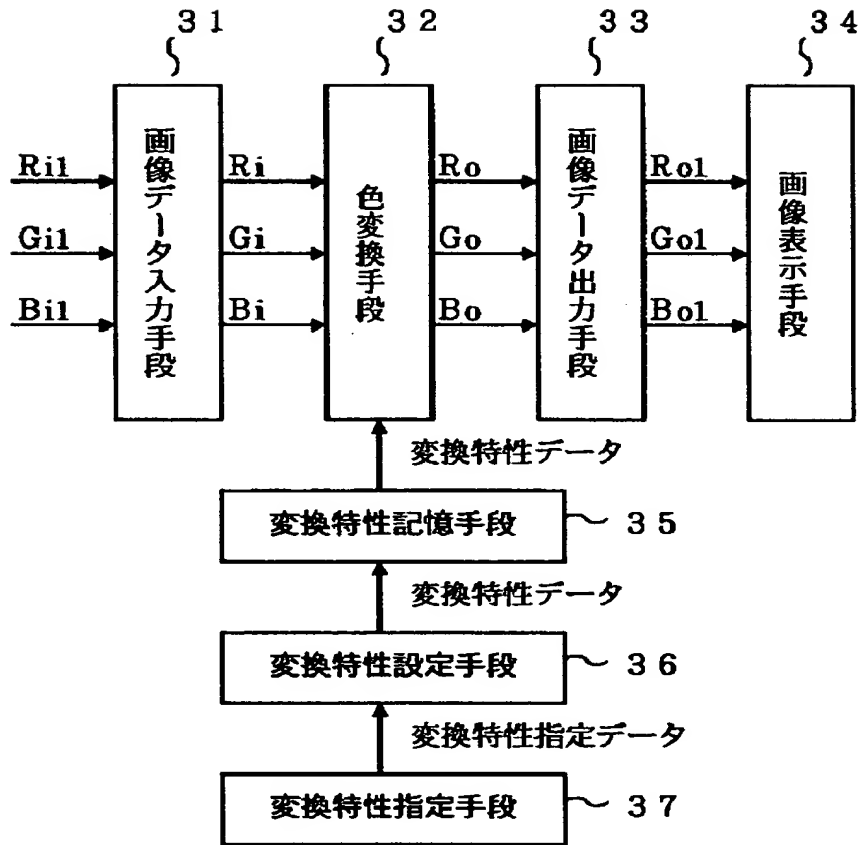 31 32 33 34
画像データ入力手段
色変換手段
画像データ出力手段
画像表示手段
Ri1 Ri Ro Ro1
Gi1 Gi Go Go1
Bi1 Bi Bo Bo1
変換特性データ
変換特性記憶手段 35
変換特性データ
変換特性設定手段 36
変換特性指定データ
変換特性指定手段 37